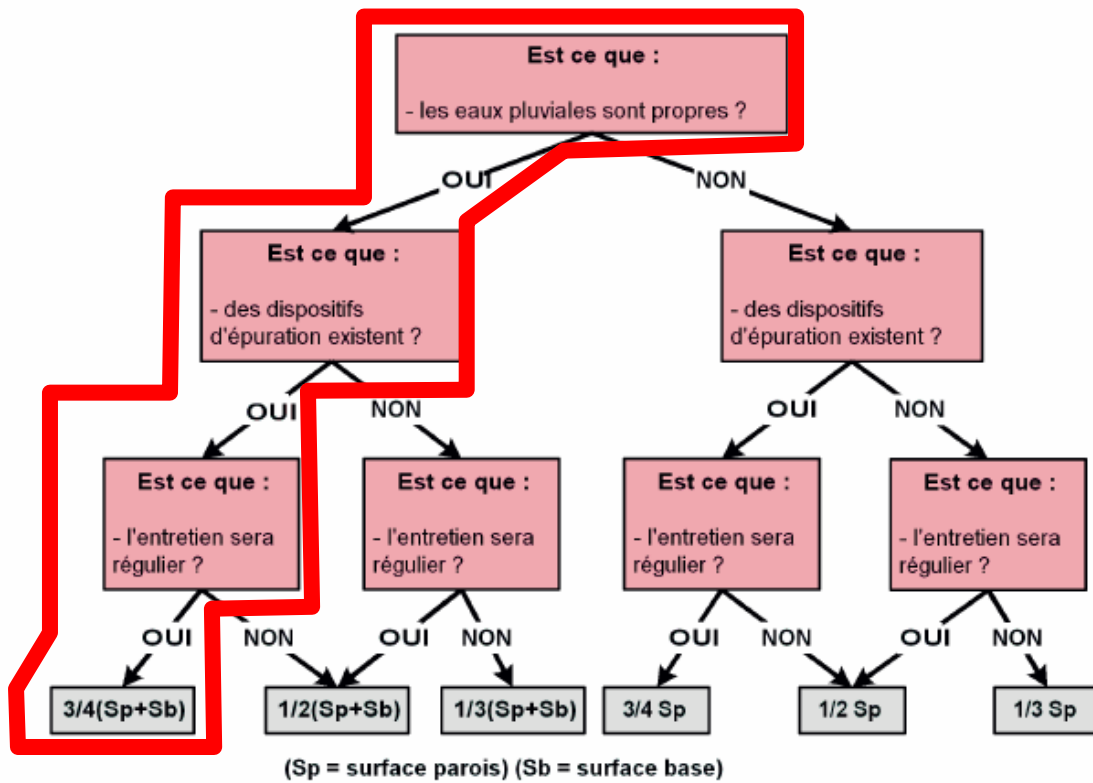 Est ce que :
- les eaux pluviales sont propres ?
OUI
NON
Est ce que :
- des dispositifs
d'épuration existent ?
Est ce que :
- des dispositifs
d'épuration existent ?
OUI
NON
OUI
NON
Est ce que :
- l'entretien sera
régulier ?
Est ce que :
- l'entretien sera
régulier ?
Est ce que :
- l'entretien sera
régulier ?
Est ce que :
- l'entretien sera
régulier ?
OUI
NON
OUI
NON
OUI
NON
OUI
NON
3/4(Sp+Sb)
1/2(Sp+Sb)
1/3(Sp+Sb)
3/4 Sp
1/2 Sp
1/3 Sp
(Sp = surface parois) (Sb = surface base)